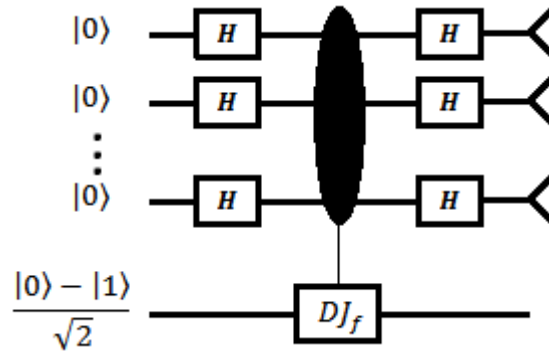 |0⟩ H H
|0⟩ H H
⋮
|0⟩ H H
|0⟩ − |1⟩
√2
DJ_f